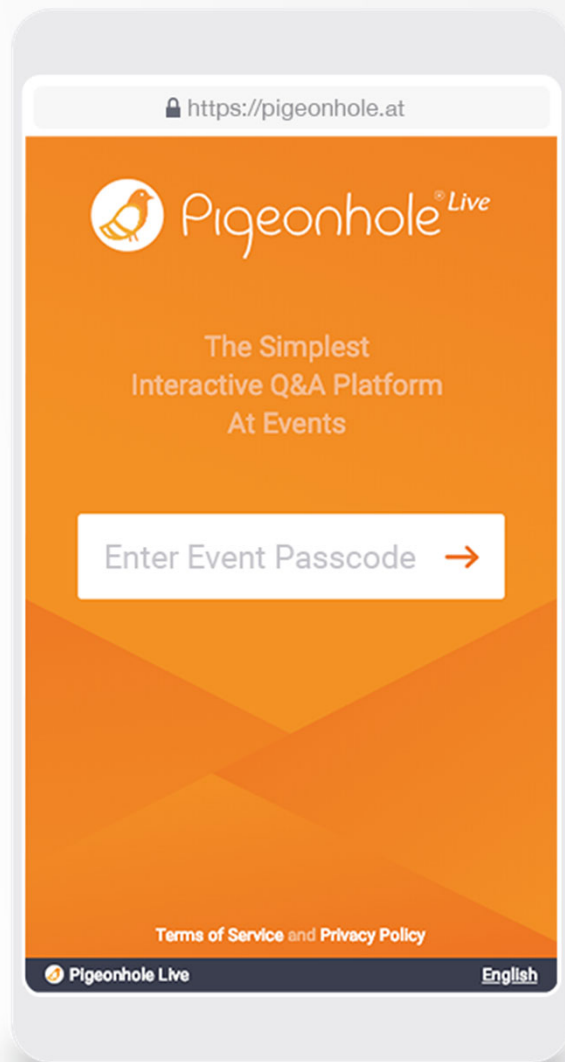 https://pigeonhole.at
Pigeonhole® Live
The Simplest
Interactive Q&A Platform
At Events
Enter Event Passcode →
Terms of Service and Privacy Policy
Pigeonhole Live English